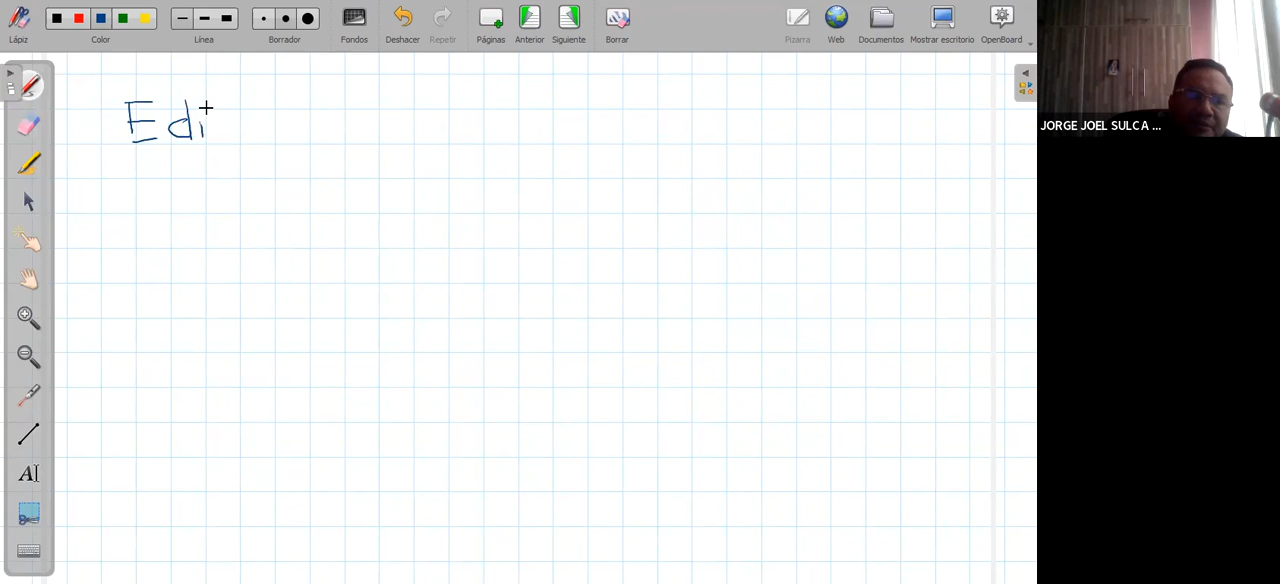 Lápiz
Color
Línea
Borrador
Fondos
Deshacer
Repetir
Páginas
Anterior
Siguiente
Borrar
Pizarra
Web
Documentos
Mostrar escritorio
OpenBoard
Edi
JORGE JOEL SULCA ...